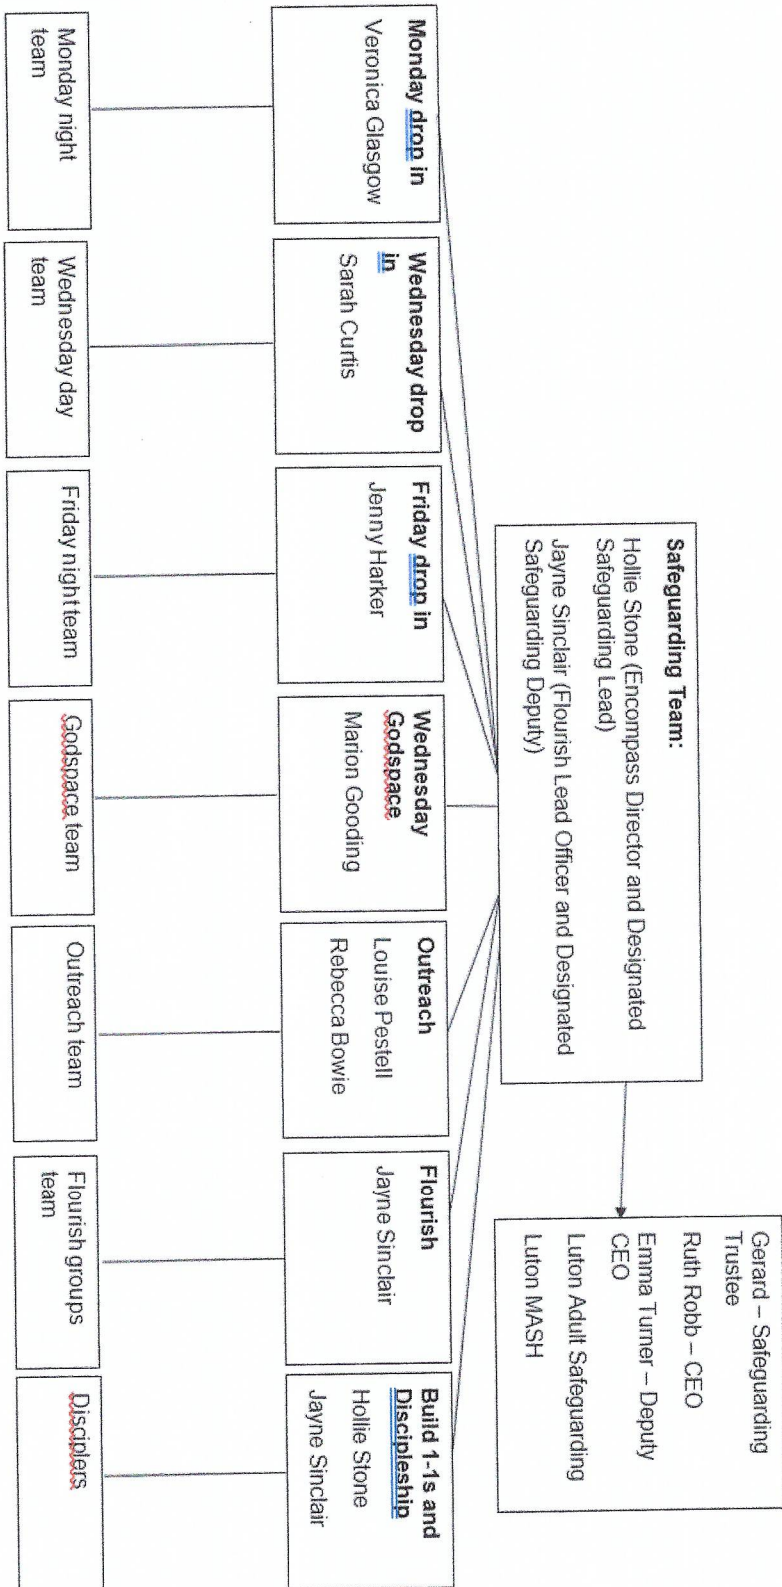 Safeguarding Team:
Hollie Stone (Encompass Director and Designated
Safeguarding Lead)
Jayne Sinclair (Flourish Lead Officer and Designated
Safeguarding Deputy)
Gerard – Safeguarding
Trustee
Ruth Robb – CEO
Emma Turner – Deputy
CEO
Luton Adult Safeguarding
Luton MASH
Monday drop in
Veronica Glasgow
Wednesday drop
in
Sarah Curtis
Friday drop in
Jenny Harker
Wednesday
Godspace
Marion Gooding
Outreach
Louise Pestell
Rebecca Bowie
Flourish
Jayne Sinclair
Build 1-1s and
Discipleship
Hollie Stone
Jayne Sinclair
Monday night
team
Wednesday day
team
Friday night team
Godspace team
Outreach team
Flourish groups
team
Disciplers